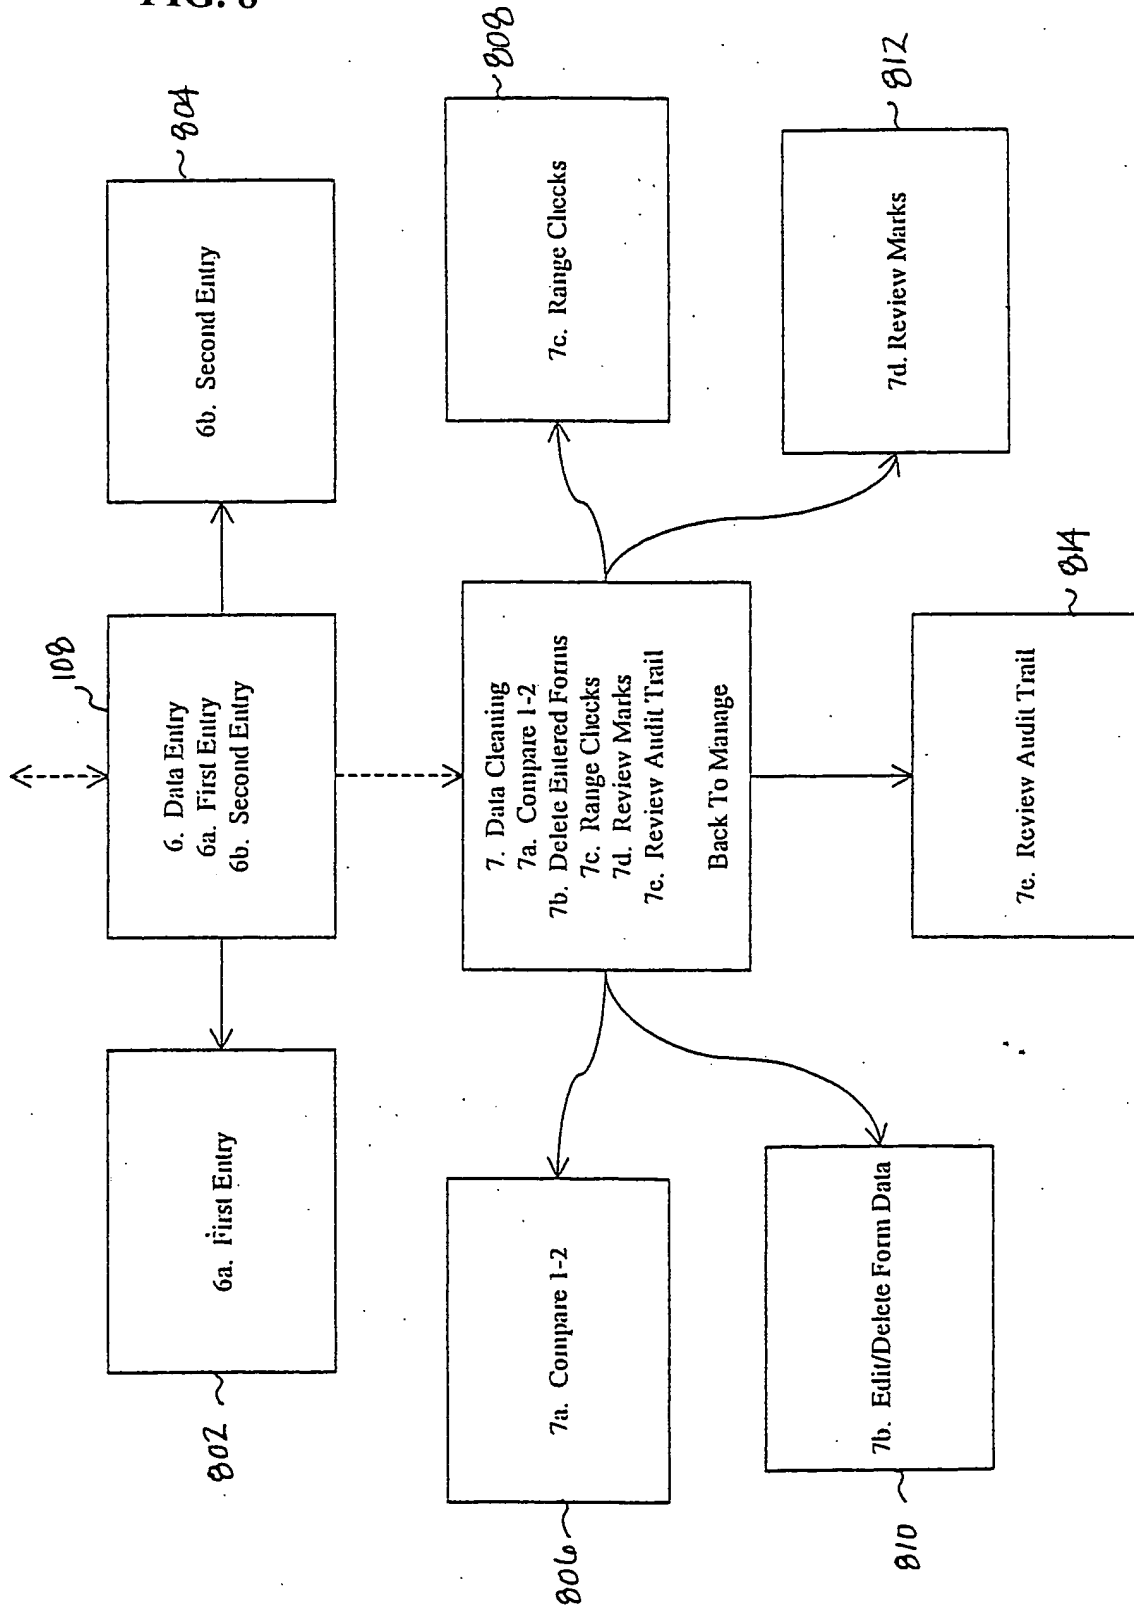 FIG. 8
108
6. Data Entry
6a. First Entry
6b. Second Entry
802
6a. First Entry
804
6b. Second Entry
7. Data Cleaning
7a. Compare 1-2
7b. Delete Entered Forms
7c. Range Checks
7d. Review Marks
7e. Review Audit Trail
Back To Manage
806
7a. Compare 1-2
808
7c. Range Checks
810
7b. Edit/Delete Form Data
812
7d. Review Marks
814
7e. Review Audit Trail